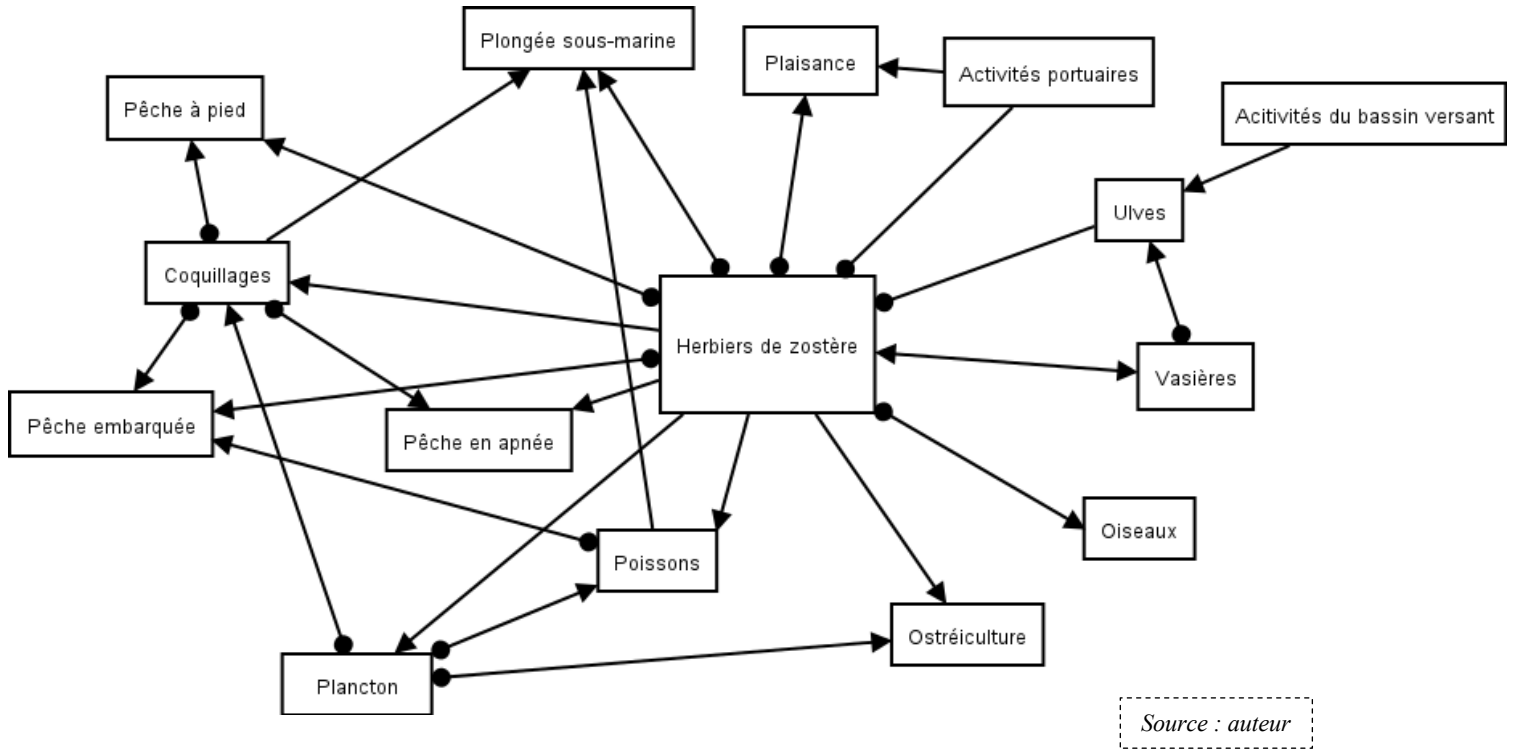 Plongée sous-marine
Plaisance
Activités portuaires
Pêche à pied
Acitivités du bassin versant
Ulves
Coquillages
Herbiers de zostère
Vasières
Pêche embarquée
Pêche en apnée
Oiseaux
Poissons
Ostréiculture
Plancton
Source : auteur